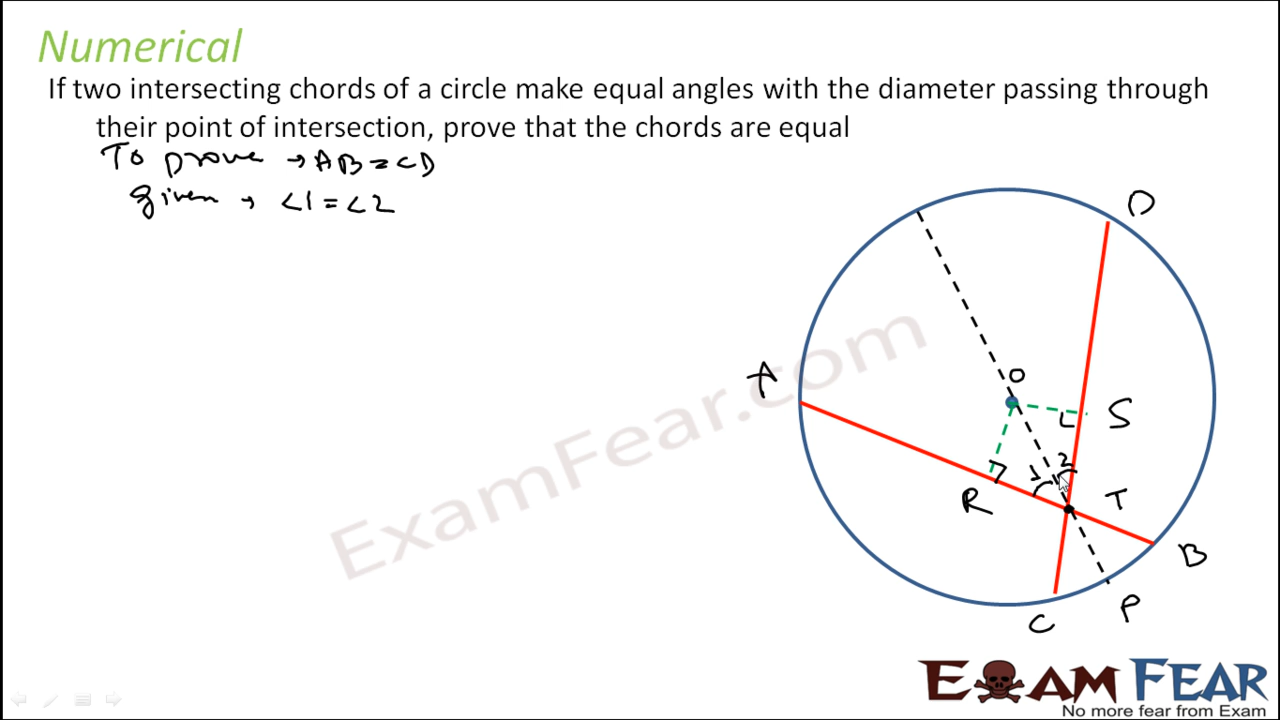 Numerical
If two intersecting chords of a circle make equal angles with the diameter passing through
their point of intersection, prove that the chords are equal
To prove → AB = CD
given → ∠1 = ∠2
D
A
O
L S
2
1
R T
B
P
C
ExamFear.com
EXAM FEAR
No more fear from Exam